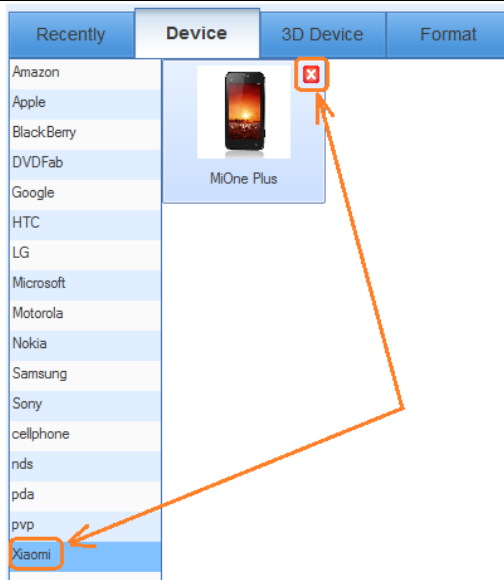 Recently Device 3D Device Format
Amazon
Apple
BlackBerry
DVDFab
Google
HTC
LG
Microsoft
Motorola
Nokia
Samsung
Sony
cellphone
nds
pda
pvp
Xiaomi
MiOne Plus